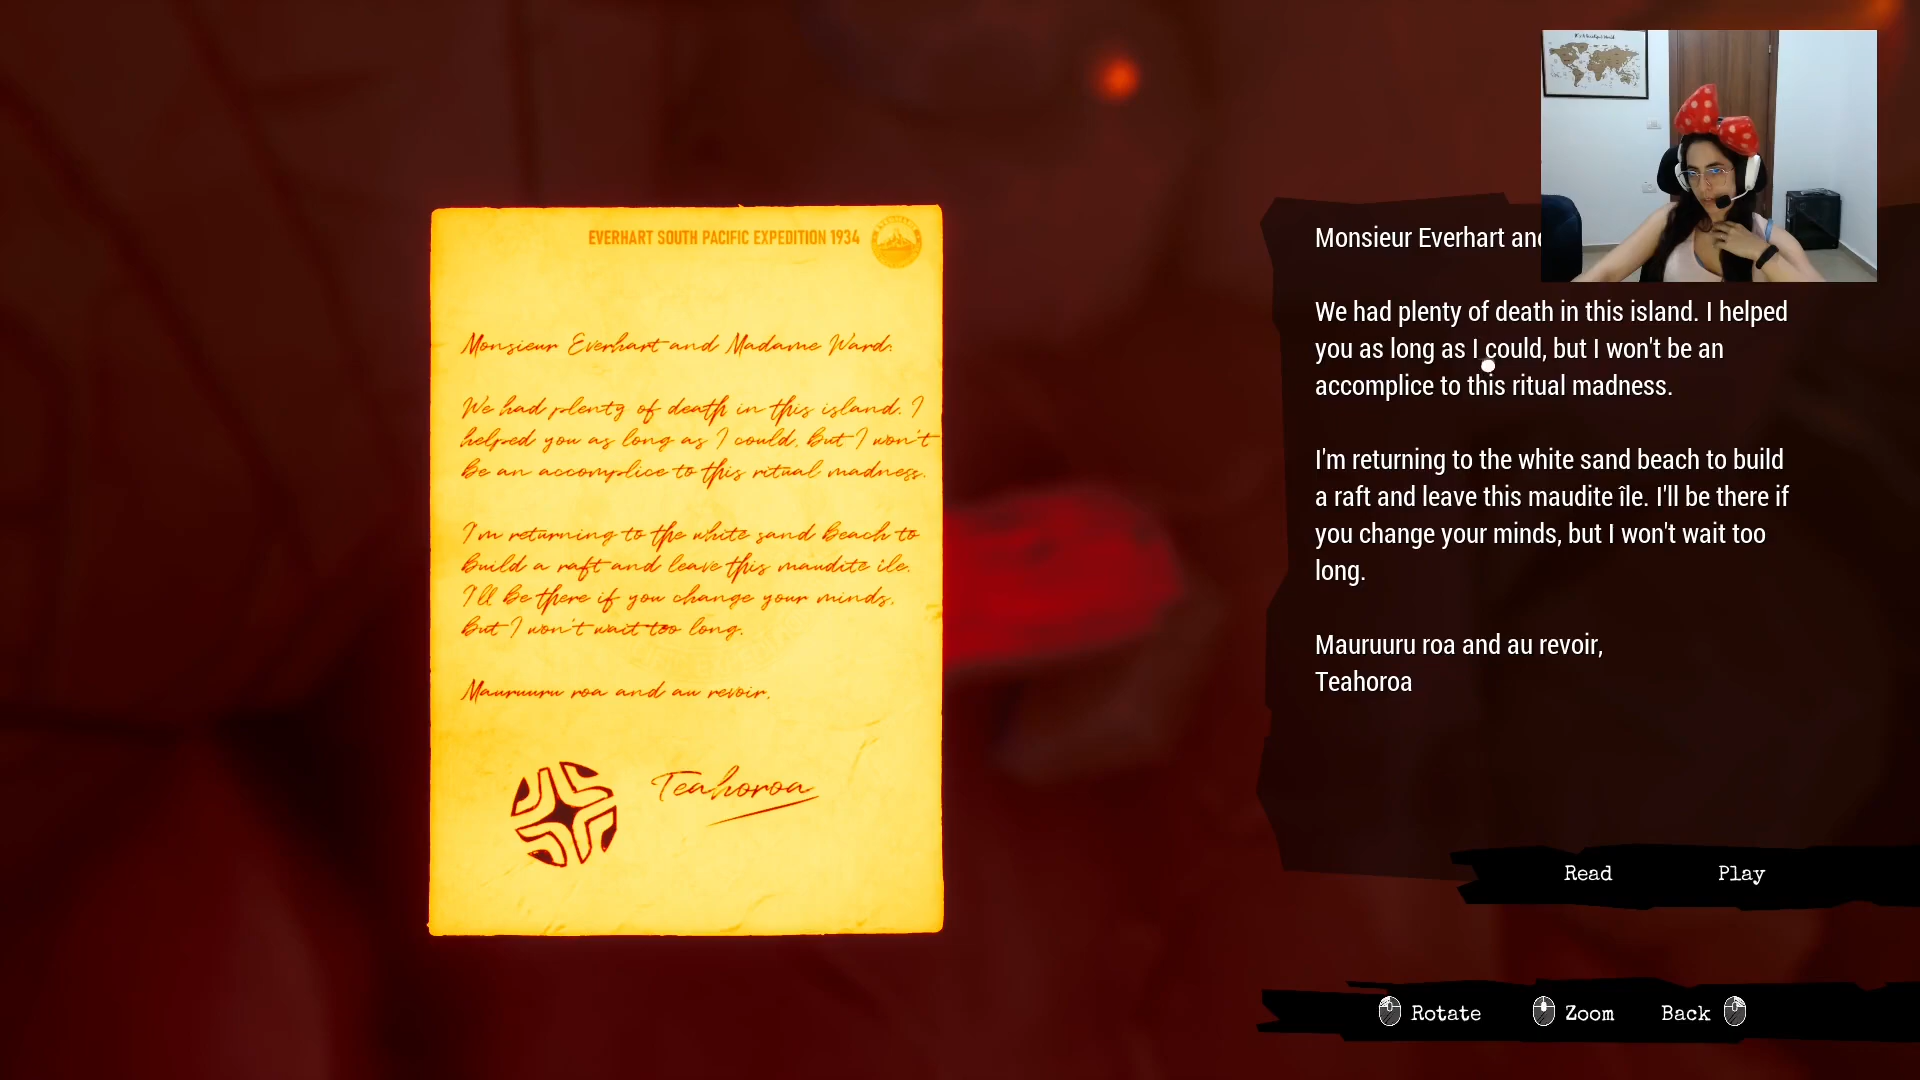 EVERHART SOUTH PACIFIC EXPEDITION 1934
Monsieur Everhart and Madame Ward:
We had plenty of death in this island. I
helped you as long as I could, but I won't
be an accomplice to this ritual madness.
I'm returning to the white sand beach to
build a raft and leave this maudite île.
I'll be there if you change your minds,
but I won't wait too long.
Mauruuru roa and au revoir,
Teahoroa
Monsieur Everhart and
We had plenty of death in this island. I helped
you as long as I could, but I won't be an
accomplice to this ritual madness.
I'm returning to the white sand beach to build
a raft and leave this maudite île. I'll be there if
you change your minds, but I won't wait too
long.
Mauruuru roa and au revoir,
Teahoroa
Read Play
Rotate Zoom Back